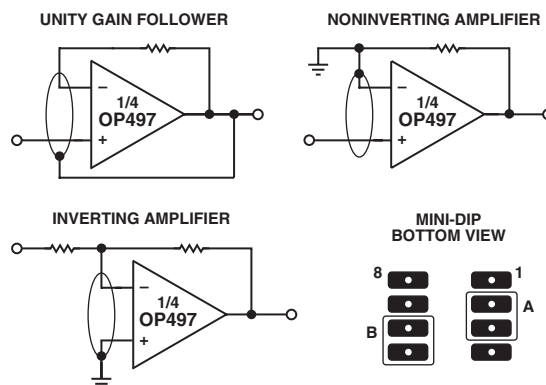 UNITY GAIN FOLLOWER
−
1/4
OP497
+
NONINVERTING AMPLIFIER
−
1/4
OP497
+
INVERTING AMPLIFIER
−
1/4
OP497
+
MINI-DIP
BOTTOM VIEW
8 1
A
B